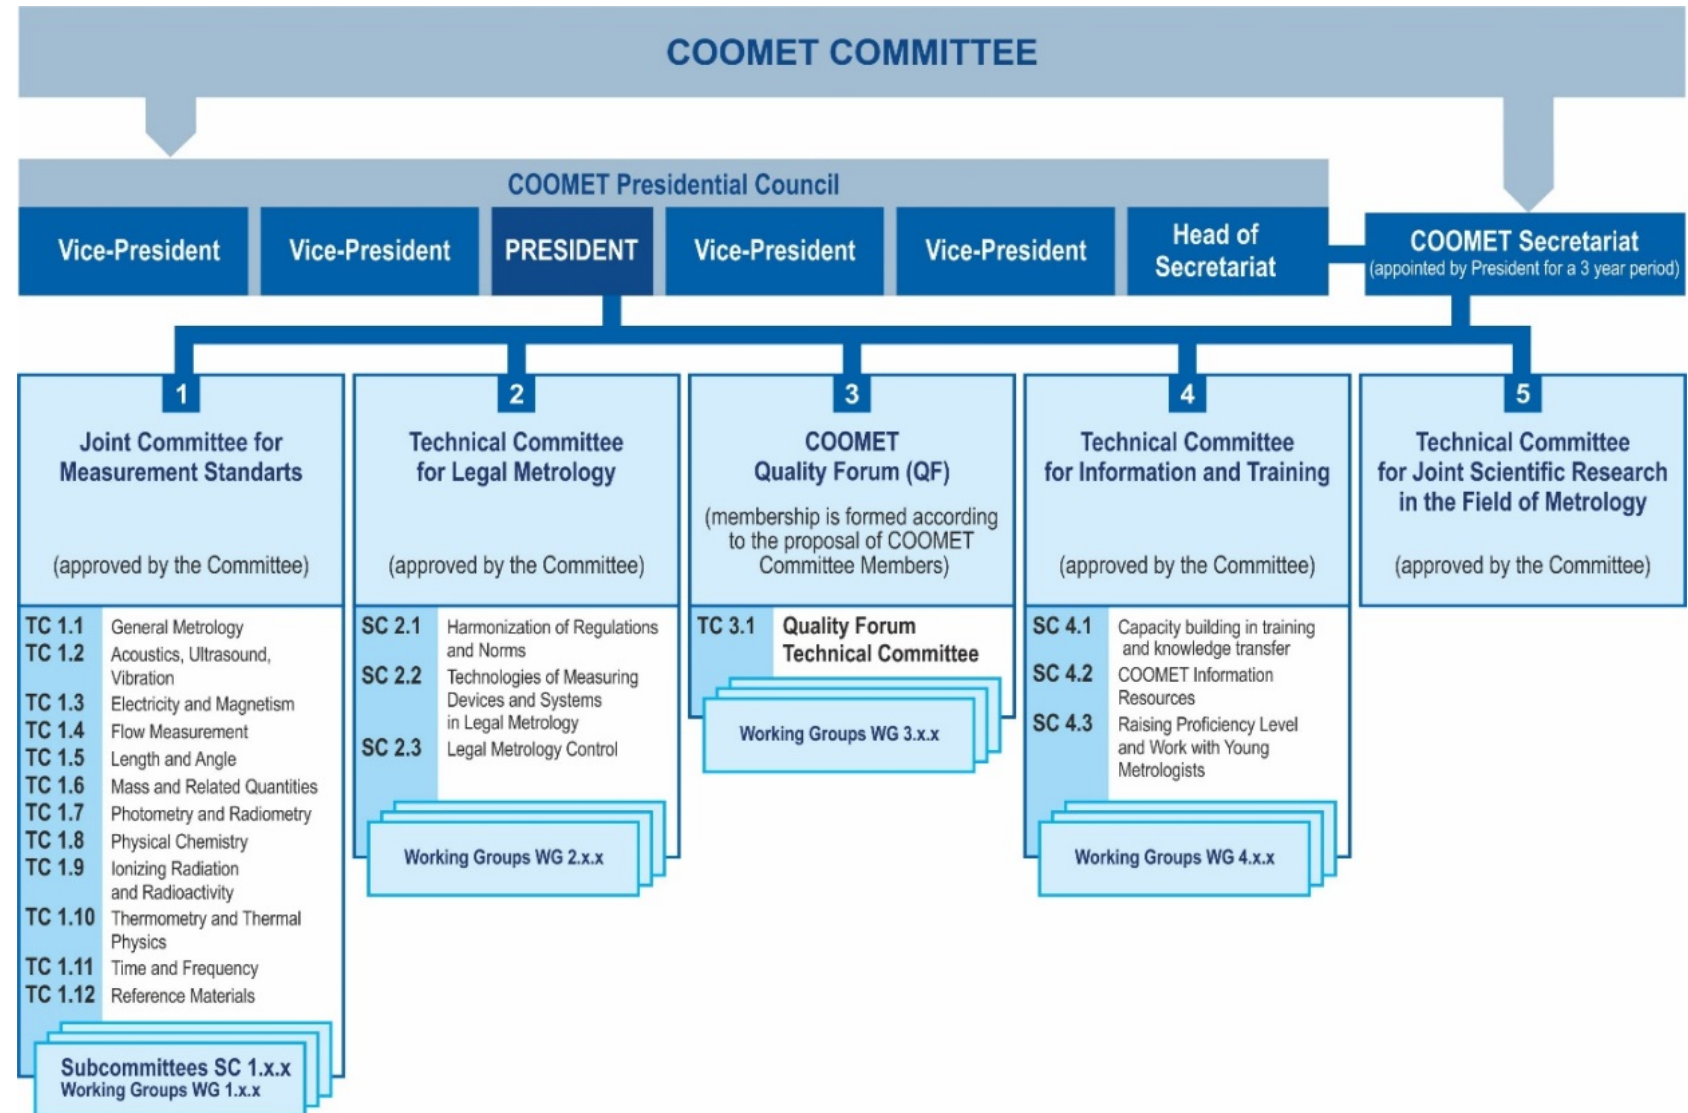 COOMET COMMITTEE
COOMET Presidential Council
Vice-President
Vice-President
PRESIDENT
Vice-President
Vice-President
Head of
Secretariat
COOMET Secretariat
(appointed by President for a 3 year period)
1
Joint Committee for
Measurement Standarts
(approved by the Committee)
TC 1.1 General Metrology
TC 1.2 Acoustics, Ultrasound,
Vibration
TC 1.3 Electricity and Magnetism
TC 1.4 Flow Measurement
TC 1.5 Length and Angle
TC 1.6 Mass and Related Quantities
TC 1.7 Photometry and Radiometry
TC 1.8 Physical Chemistry
TC 1.9 Ionizing Radiation
and Radioactivity
TC 1.10 Thermometry and Thermal
Physics
TC 1.11 Time and Frequency
TC 1.12 Reference Materials
Subcommittees SC 1.x.x
Working Groups WG 1.x.x
2
Technical Committee
for Legal Metrology
(approved by the Committee)
SC 2.1 Harmonization of Regulations
and Norms
SC 2.2 Technologies of Measuring
Devices and Systems
in Legal Metrology
SC 2.3 Legal Metrology Control
Working Groups WG 2.x.x
3
COOMET
Quality Forum (QF)
(membership is formed according
to the proposal of COOMET
Committee Members)
TC 3.1 Quality Forum
Technical Committee
Working Groups WG 3.x.x
4
Technical Committee
for Information and Training
(approved by the Committee)
SC 4.1 Capacity building in training
and knowledge transfer
SC 4.2 COOMET Information
Resources
SC 4.3 Raising Proficiency Level
and Work with Young
Metrologists
Working Groups WG 4.x.x
5
Technical Committee
for Joint Scientific Research
in the Field of Metrology
(approved by the Committee)